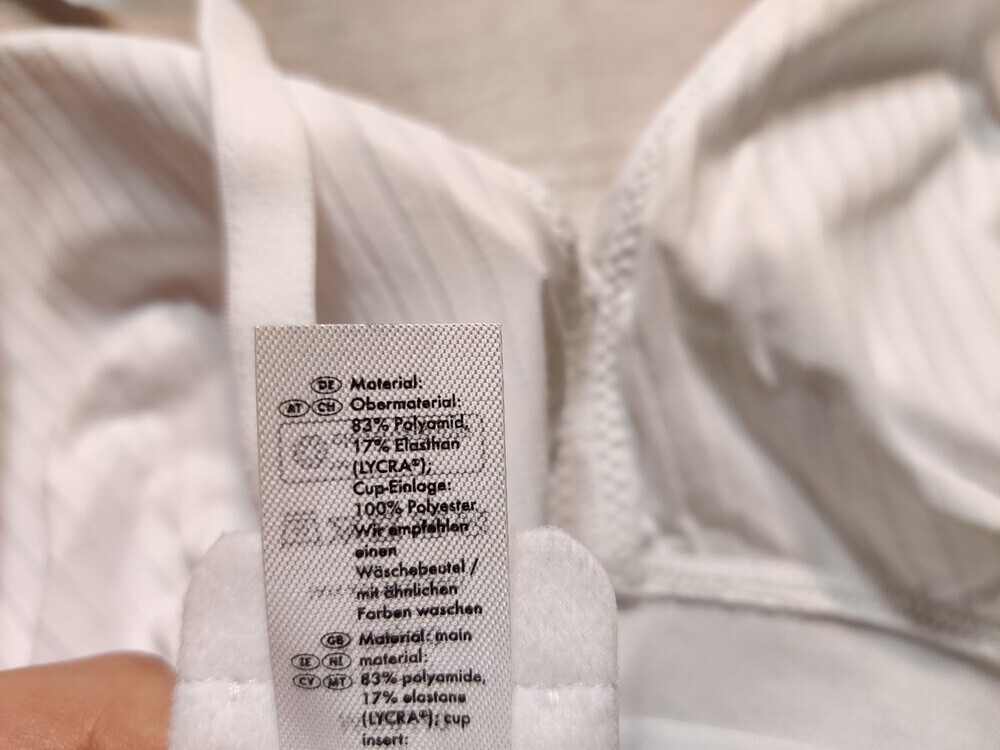 DE Material:
AT CH Obermaterial:
83% Polyamid,
17% Elasthan
(LYCRA®);
Cup-Einlage:
100% Polyester
Wir empfehlen
einen
Wäschebeutel /
mit ähnlichen
Farben waschen
GB Material: main
IE NI material:
CY MT 83% polyamide,
17% elastane
(LYCRA®); cup
insert: